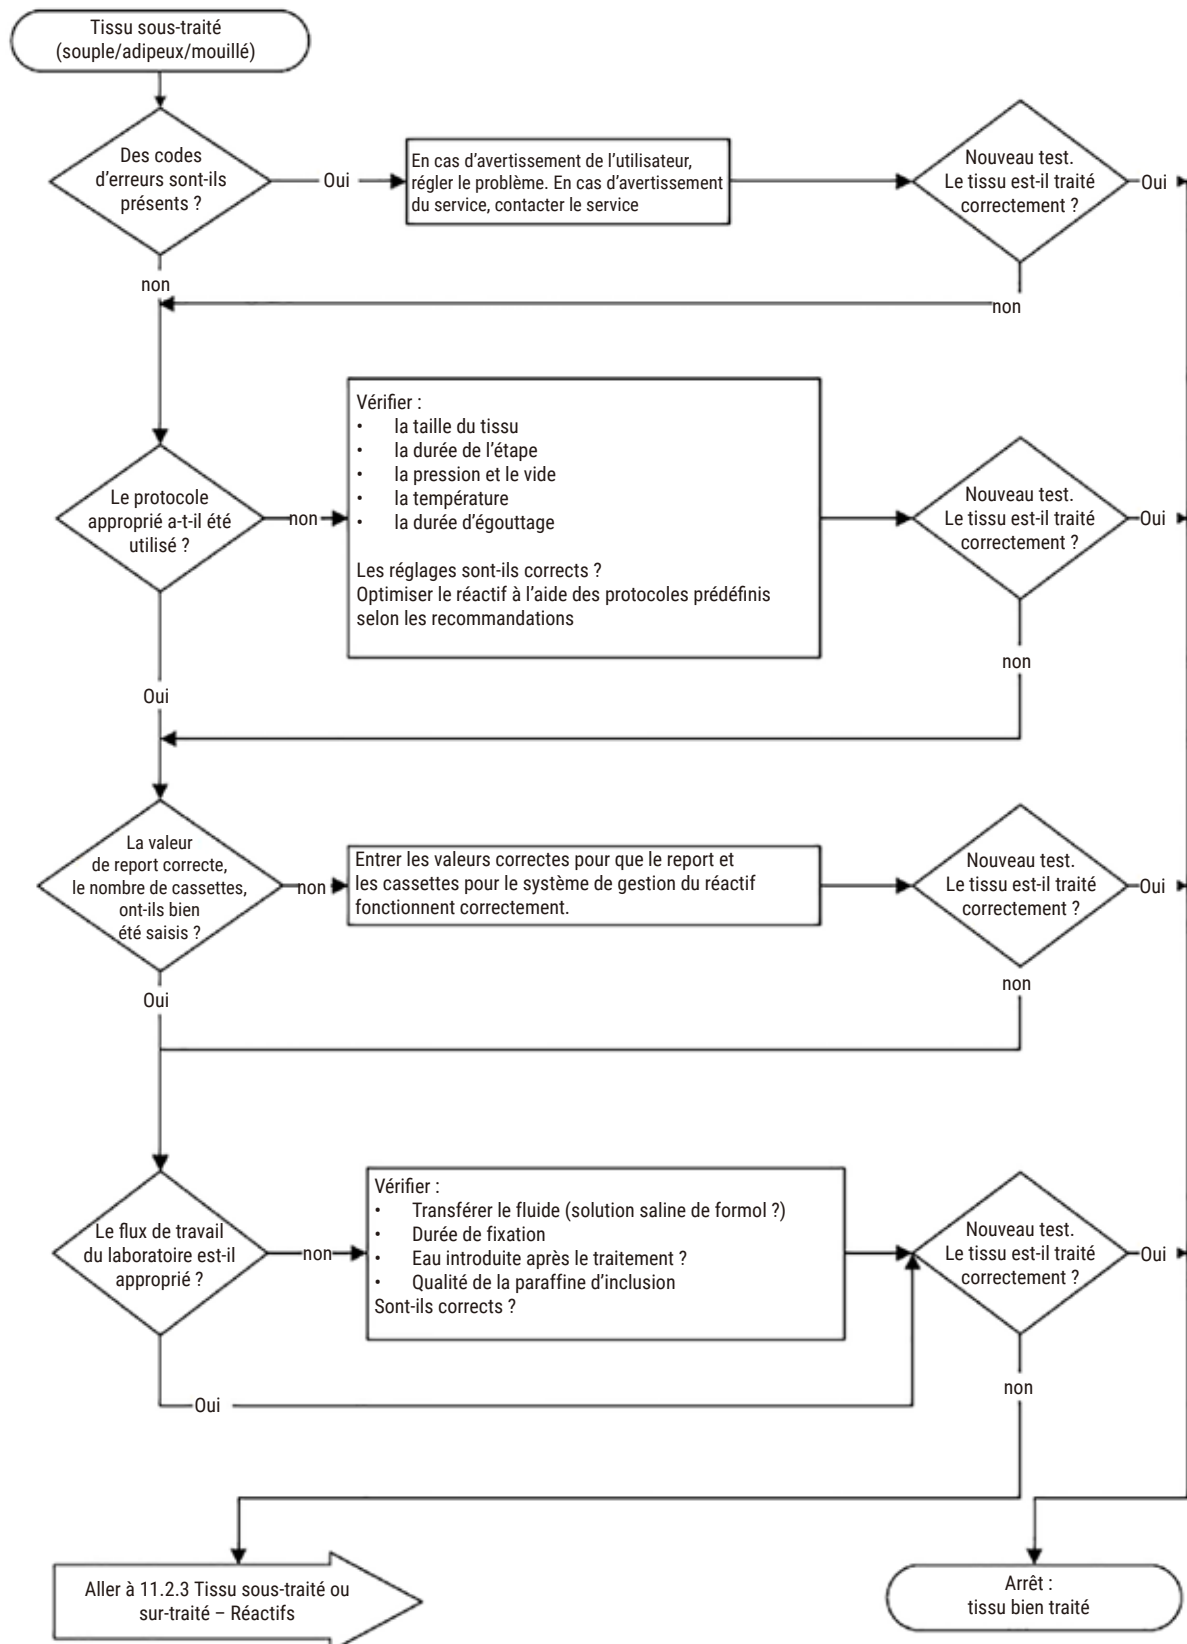 Tissu sous-traité
(souple/adipeux/mouillé)
Des codes
d'erreurs sont-ils
présents ?
Oui
En cas d'avertissement de l'utilisateur,
régler le problème. En cas d'avertissement
du service, contacter le service
Nouveau test.
Le tissu est-il traité
correctement ?
Oui
non
non
Le protocole
approprié a-t-il été
utilisé ?
non
Vérifier :
• la taille du tissu
• la durée de l'étape
• la pression et le vide
• la température
• la durée d'égouttage
Les réglages sont-ils corrects ?
Optimiser le réactif à l'aide des protocoles prédéfinis
selon les recommandations
Nouveau test.
Le tissu est-il traité
correctement ?
Oui
non
Oui
La valeur
de report correcte,
le nombre de cassettes,
ont-ils bien
été saisis ?
non
Entrer les valeurs correctes pour que le report et
les cassettes pour le système de gestion du réactif
fonctionnent correctement.
Nouveau test.
Le tissu est-il traité
correctement ?
Oui
non
Oui
Le flux de travail
du laboratoire est-il
approprié ?
non
Vérifier :
• Transférer le fluide (solution saline de formol ?)
• Durée de fixation
• Eau introduite après le traitement ?
• Qualité de la paraffine d'inclusion
Sont-ils corrects ?
Nouveau test.
Le tissu est-il traité
correctement ?
Oui
non
Oui
Aller à 11.2.3 Tissu sous-traité ou
sur-traité – Réactifs
Arrêt :
tissu bien traité